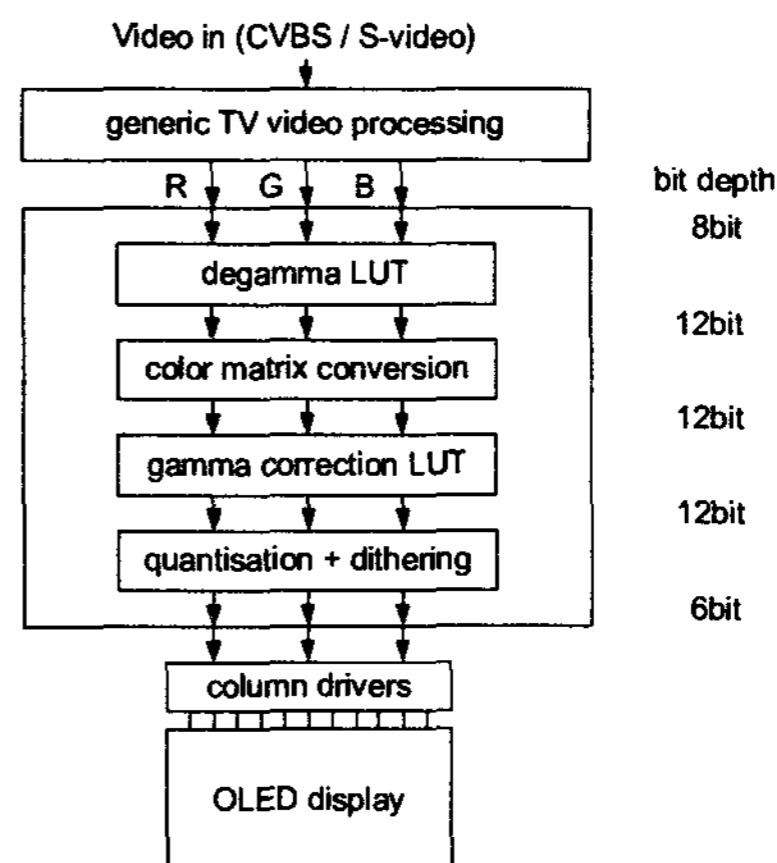 Video in (CVBS / S-video)
generic TV video processing
R G B
bit depth
8bit
degamma LUT
12bit
color matrix conversion
12bit
gamma correction LUT
12bit
quantisation + dithering
6bit
column drivers
OLED display